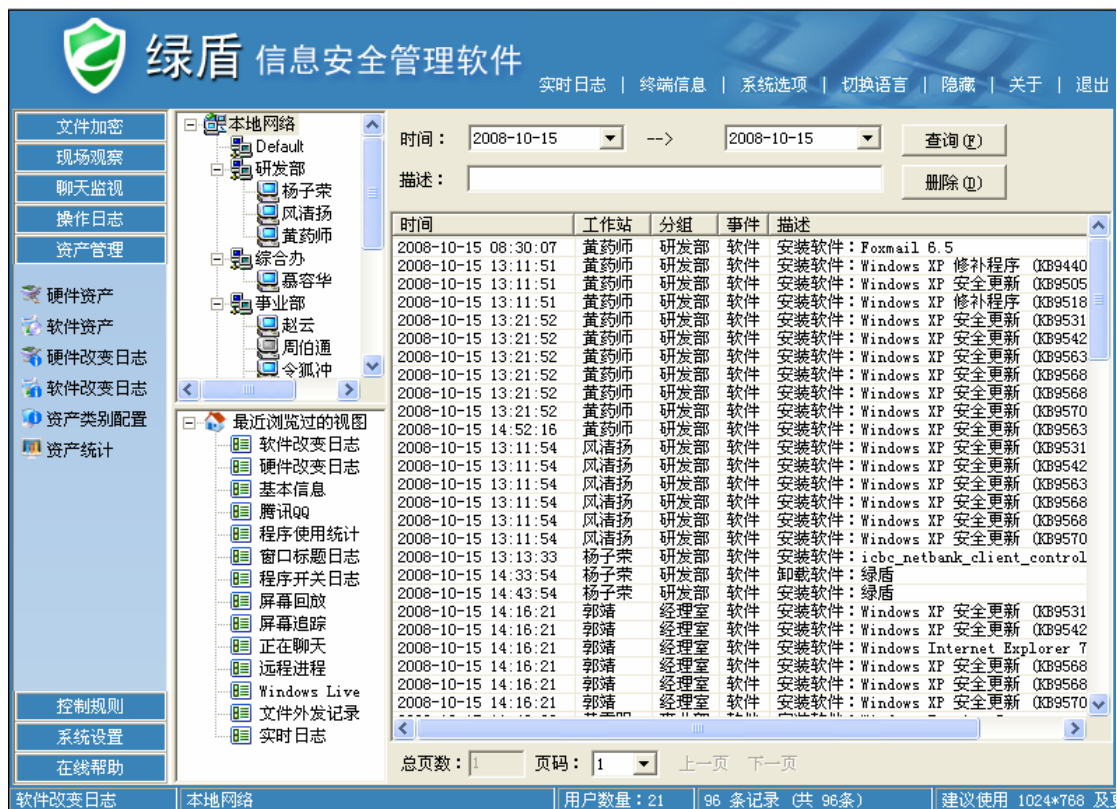 绿盾 信息安全管理软件
实时日志 | 终端信息 | 系统选项 | 切换语言 | 隐藏 | 关于 | 退出
文件加密
现场观察
聊天监视
操作日志
资产管理
硬件资产
软件资产
硬件改变日志
软件改变日志
资产类别配置
资产统计
控制规则
系统设置
在线帮助
本地网络
Default
研发部
杨子荣
风清扬
黄药师
综合办
慕容华
事业部
赵云
周伯通
令狐冲
最近浏览过的视图
软件改变日志
硬件改变日志
基本信息
腾讯QQ
程序使用统计
窗口标题日志
程序开关日志
屏幕回放
屏幕追踪
正在聊天
远程进程
Windows Live
文件外发记录
实时日志
时间： 2008-10-15 --> 2008-10-15 查询(F)
描述： 删除(D)
时间 工作站 分组 事件 描述
2008-10-15 08:30:07 黄药师 研发部 软件 安装软件：Foxmail 6.5
2008-10-15 13:11:51 黄药师 研发部 软件 安装软件：Windows XP 修补程序 (KB9440
2008-10-15 13:11:51 黄药师 研发部 软件 安装软件：Windows XP 安全更新 (KB9505
2008-10-15 13:11:51 黄药师 研发部 软件 安装软件：Windows XP 修补程序 (KB9518
2008-10-15 13:21:52 黄药师 研发部 软件 安装软件：Windows XP 安全更新 (KB9531
2008-10-15 13:21:52 黄药师 研发部 软件 安装软件：Windows XP 安全更新 (KB9542
2008-10-15 13:21:52 黄药师 研发部 软件 安装软件：Windows XP 安全更新 (KB9563
2008-10-15 13:21:52 黄药师 研发部 软件 安装软件：Windows XP 安全更新 (KB9568
2008-10-15 13:21:52 黄药师 研发部 软件 安装软件：Windows XP 安全更新 (KB9568
2008-10-15 13:21:52 黄药师 研发部 软件 安装软件：Windows XP 安全更新 (KB9570
2008-10-15 14:52:16 黄药师 研发部 软件 安装软件：Windows XP 安全更新 (KB9563
2008-10-15 13:11:54 风清扬 研发部 软件 安装软件：Windows XP 安全更新 (KB9531
2008-10-15 13:11:54 风清扬 研发部 软件 安装软件：Windows XP 安全更新 (KB9542
2008-10-15 13:11:54 风清扬 研发部 软件 安装软件：Windows XP 安全更新 (KB9563
2008-10-15 13:11:54 风清扬 研发部 软件 安装软件：Windows XP 安全更新 (KB9568
2008-10-15 13:11:54 风清扬 研发部 软件 安装软件：Windows XP 安全更新 (KB9568
2008-10-15 13:11:54 风清扬 研发部 软件 安装软件：Windows XP 安全更新 (KB9570
2008-10-15 13:13:33 杨子荣 研发部 软件 安装软件：icbc_netbank_client_control
2008-10-15 14:33:54 杨子荣 研发部 软件 卸载软件：绿盾
2008-10-15 14:43:54 杨子荣 研发部 软件 安装软件：绿盾
2008-10-15 14:16:21 郭靖 经理室 软件 安装软件：Windows XP 安全更新 (KB9531
2008-10-15 14:16:21 郭靖 经理室 软件 安装软件：Windows XP 安全更新 (KB9542
2008-10-15 14:16:21 郭靖 经理室 软件 安装软件：Windows Internet Explorer 7
2008-10-15 14:16:21 郭靖 经理室 软件 安装软件：Windows XP 安全更新 (KB9568
2008-10-15 14:16:21 郭靖 经理室 软件 安装软件：Windows XP 安全更新 (KB9568
2008-10-15 14:16:21 郭靖 经理室 软件 安装软件：Windows XP 安全更新 (KB9570
总页数： 1 页码： 1 上一页 下一页
软件改变日志 本地网络 用户数量：21 96 条记录 (共 96条) 建议使用 1024*768 及